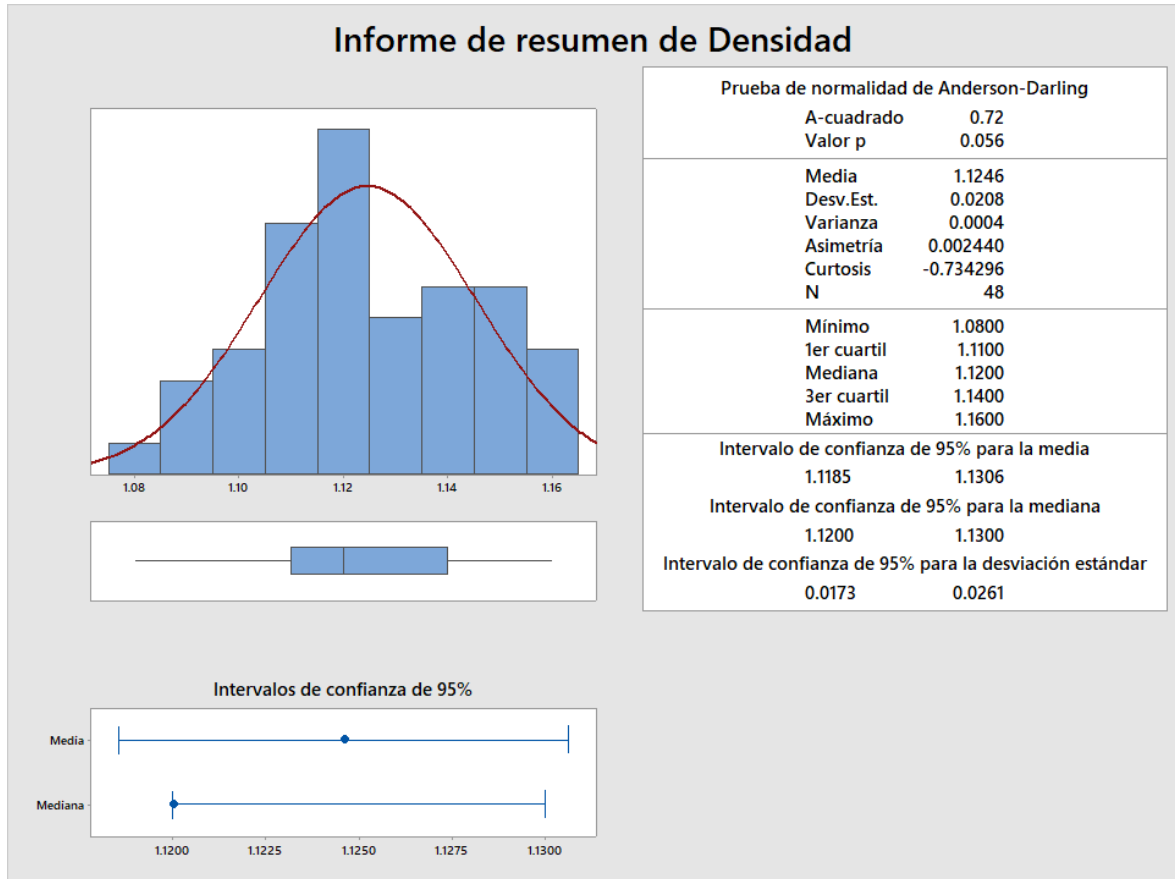 Informe de resumen de Densidad
1.08 1.10 1.12 1.14 1.16
Prueba de normalidad de Anderson-Darling
A-cuadrado 0.72
Valor p 0.056
Media 1.1246
Desv.Est. 0.0208
Varianza 0.0004
Asimetría 0.002440
Curtosis -0.734296
N 48
Mínimo 1.0800
1er cuartil 1.1100
Mediana 1.1200
3er cuartil 1.1400
Máximo 1.1600
Intervalo de confianza de 95% para la media
1.1185 1.1306
Intervalo de confianza de 95% para la mediana
1.1200 1.1300
Intervalo de confianza de 95% para la desviación estándar
0.0173 0.0261
Intervalos de confianza de 95%
Media
Mediana
1.1200 1.1225 1.1250 1.1275 1.1300